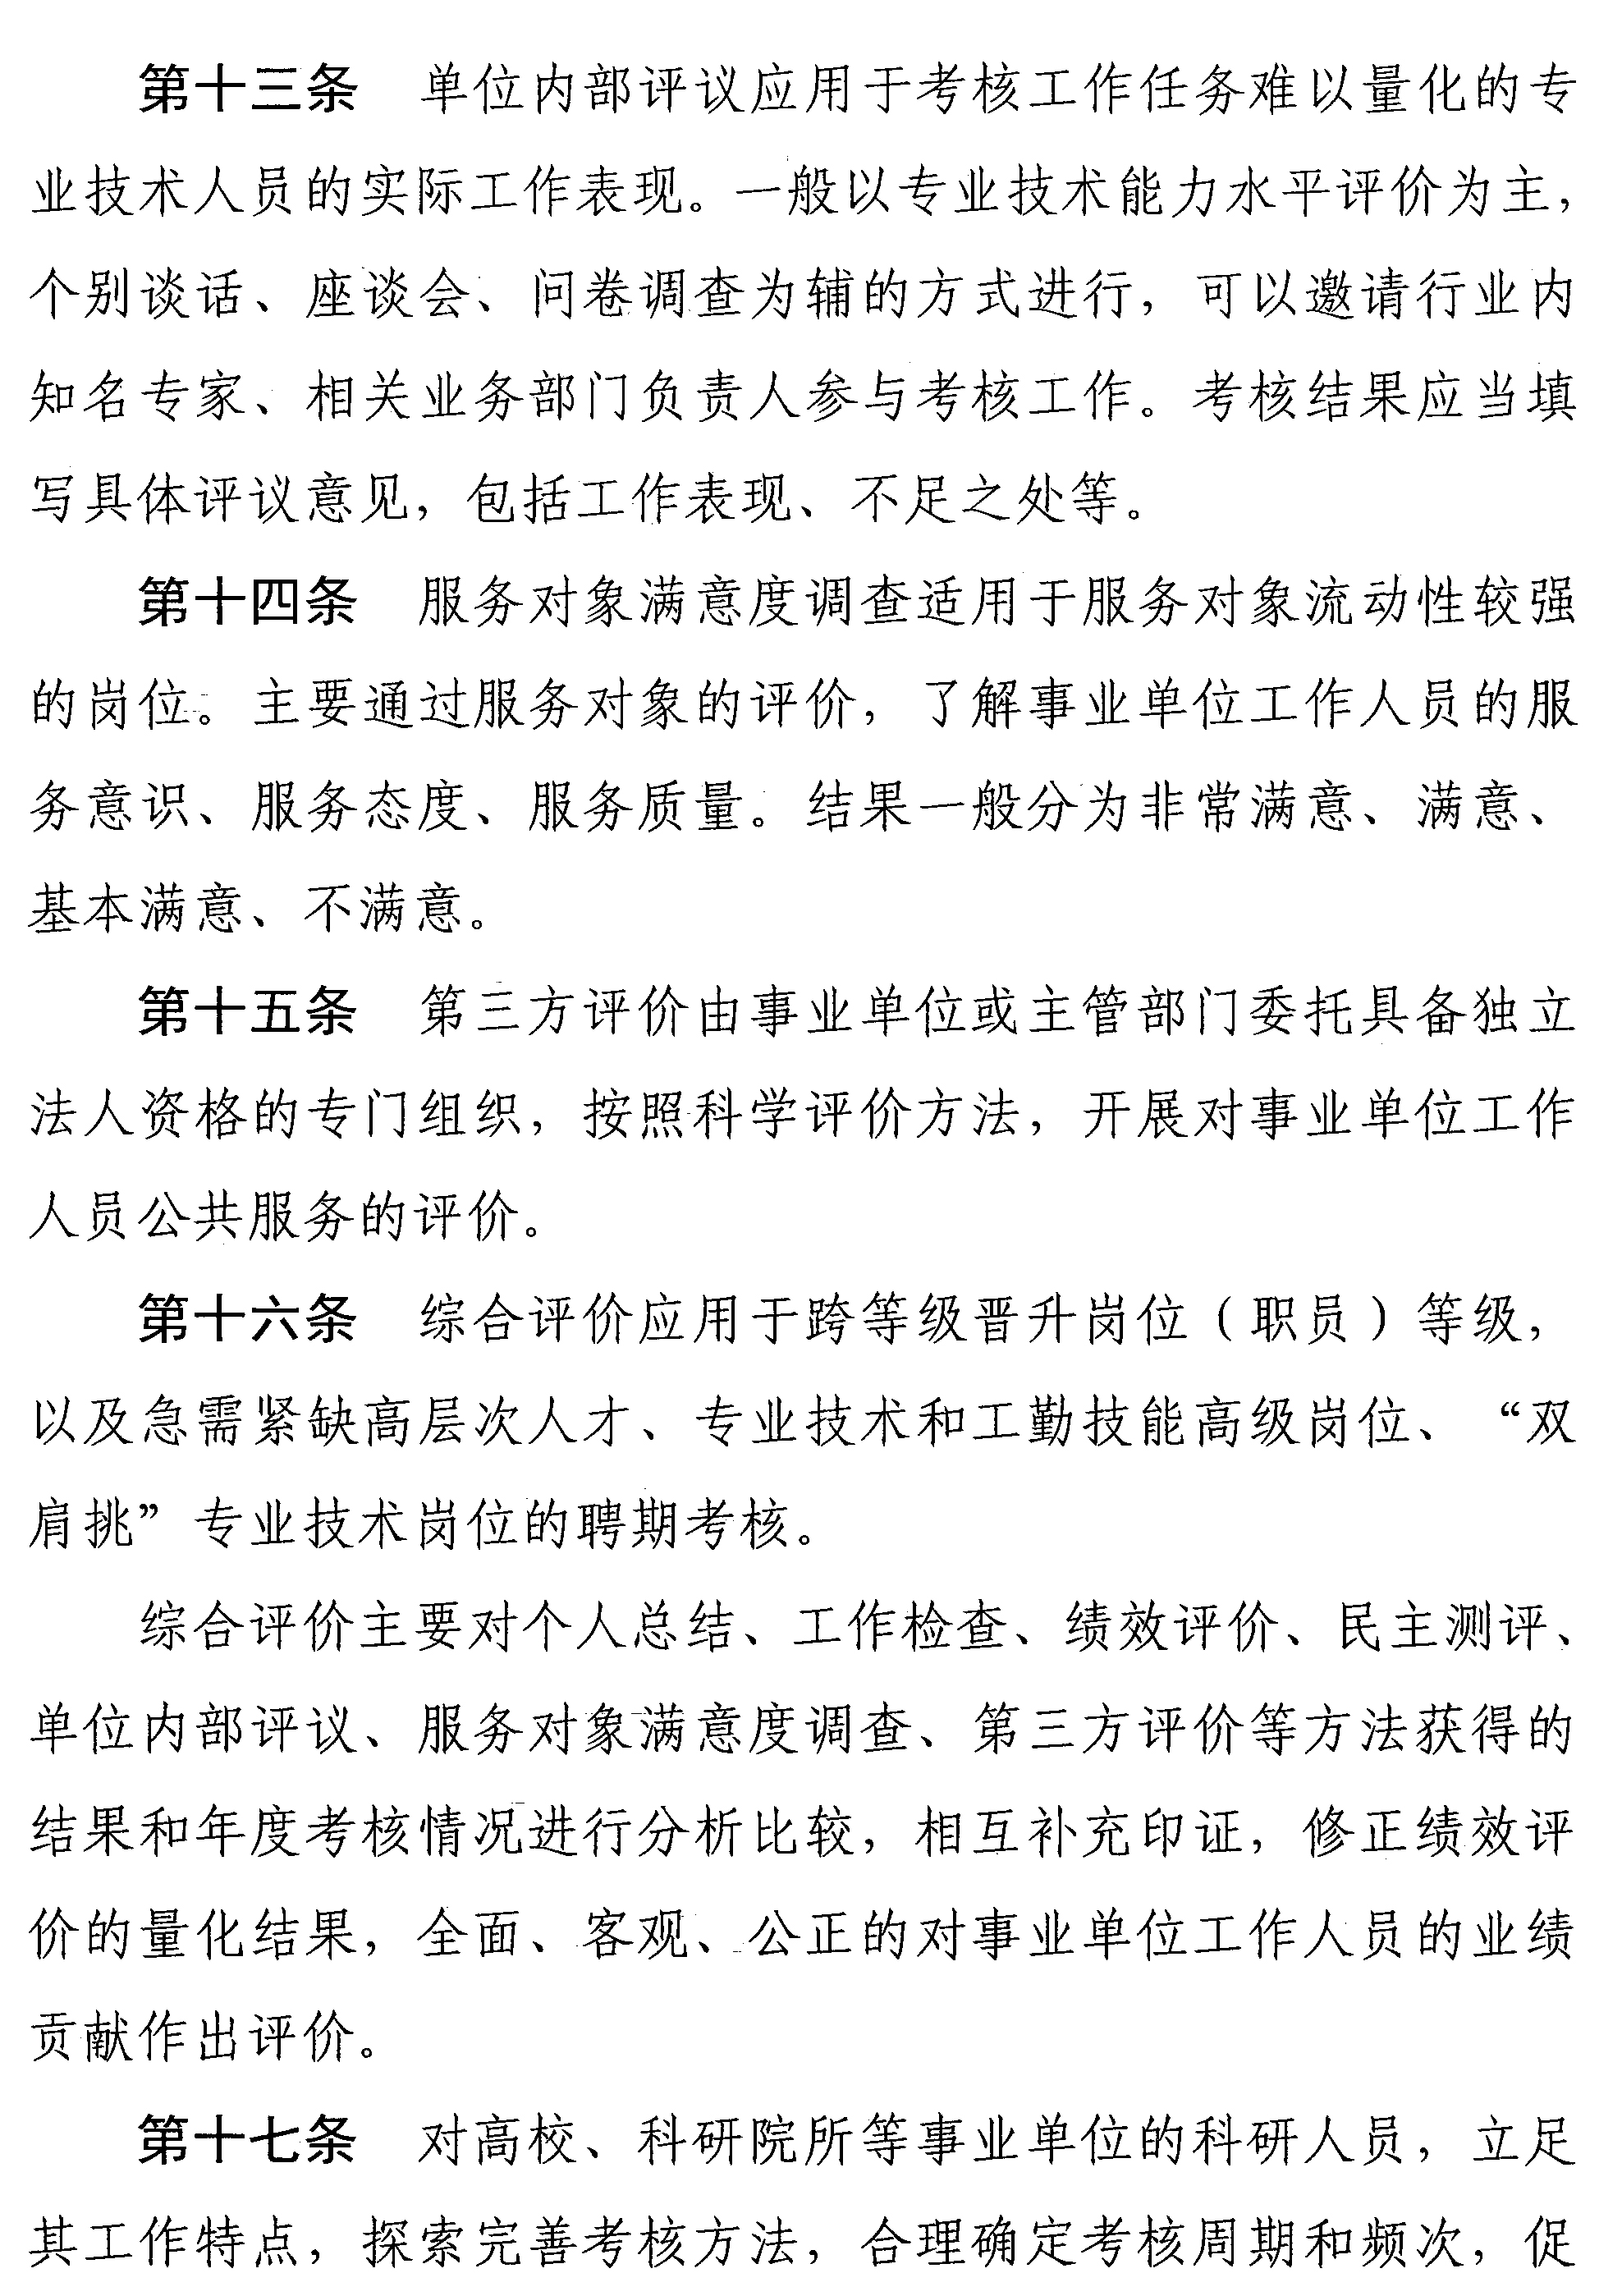 第十三条 单位内部评议应用于考核工作任务难以量化的专
业技术人员的实际工作表现。一般以专业技术能力水平评价为主，
个别谈话、座谈会、问卷调查为辅的方式进行，可以邀请行业内
知名专家、相关业务部门负责人参与考核工作。考核结果应当填
写具体评议意见，包括工作表现、不足之处等。
第十四条 服务对象满意度调查适用于服务对象流动性较强
的岗位。主要通过服务对象的评价，了解事业单位工作人员的服
务意识、服务态度、服务质量。结果一般分为非常满意、满意、
基本满意、不满意。
第十五条 第三方评价由事业单位或主管部门委托具备独立
法人资格的专门组织，按照科学评价方法，开展对事业单位工作
人员公共服务的评价。
第十六条 综合评价应用于跨等级晋升岗位（职员）等级，
以及急需紧缺高层次人才、专业技术和工勤技能高级岗位、“双
肩挑”专业技术岗位的聘期考核。
综合评价主要对个人总结、工作检查、绩效评价、民主测评、
单位内部评议、服务对象满意度调查、第三方评价等方法获得的
结果和年度考核情况进行分析比较，相互补充印证，修正绩效评
价的量化结果，全面、客观、公正的对事业单位工作人员的业绩
贡献作出评价。
第十七条 对高校、科研院所等事业单位的科研人员，立足
其工作特点，探索完善考核方法，合理确定考核周期和频次，促